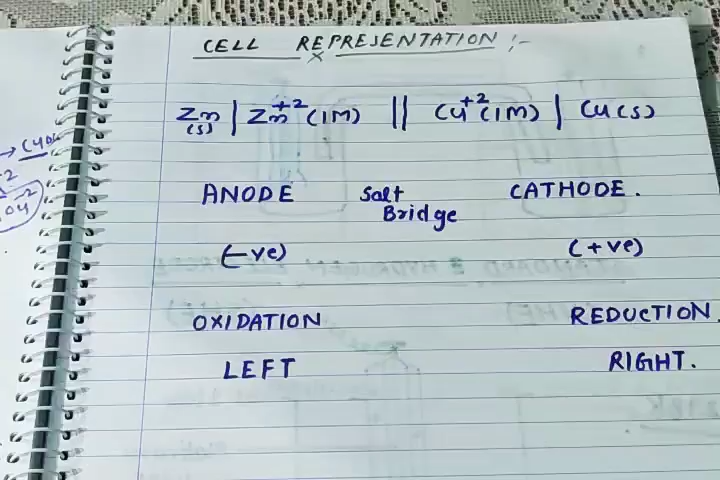 CELL REPRESENTATION :-
Zn(s) | Zn+2 (1M) || Cu+2 (1M) | Cu(s)
ANODE Salt Bridge CATHODE.
(-ve) (+ve)
OXIDATION REDUCTION.
LEFT RIGHT.